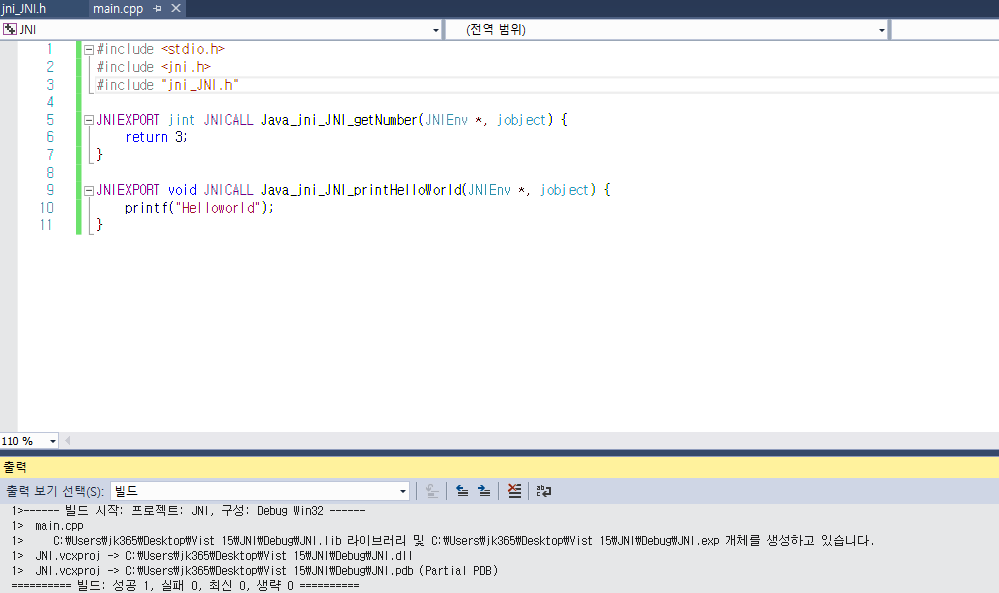 jni_JNI.h main.cpp
JNI (전역 범위)
1 #include <stdio.h>
2 #include <jni.h>
3 #include "jni_JNI.h"
4
5 JNIEXPORT jint JNICALL Java_jni_JNI_getNumber(JNIEnv *, jobject) {
6 return 3;
7 }
8
9 JNIEXPORT void JNICALL Java_jni_JNI_printHelloWorld(JNIEnv *, jobject) {
10 printf("Helloworld");
11 }
110 %
출력
출력 보기 선택(S): 빌드
1>------ 빌드 시작: 프로젝트: JNI, 구성: Debug Win32 ------
1> main.cpp
1> C:₩Users₩jk365₩Desktop₩Vist 15₩JNI₩Debug₩JNI.lib 라이브러리 및 C:₩Users₩jk365₩Desktop₩Vist 15₩JNI₩Debug₩JNI.exp 개체를 생성하고 있습니다.
1> JNI.vcxproj -> C:₩Users₩jk365₩Desktop₩Vist 15₩JNI₩Debug₩JNI.dll
1> JNI.vcxproj -> C:₩Users₩jk365₩Desktop₩Vist 15₩JNI₩Debug₩JNI.pdb (Partial PDB)
========== 빌드: 성공 1, 실패 0, 최신 0, 생략 0 ==========